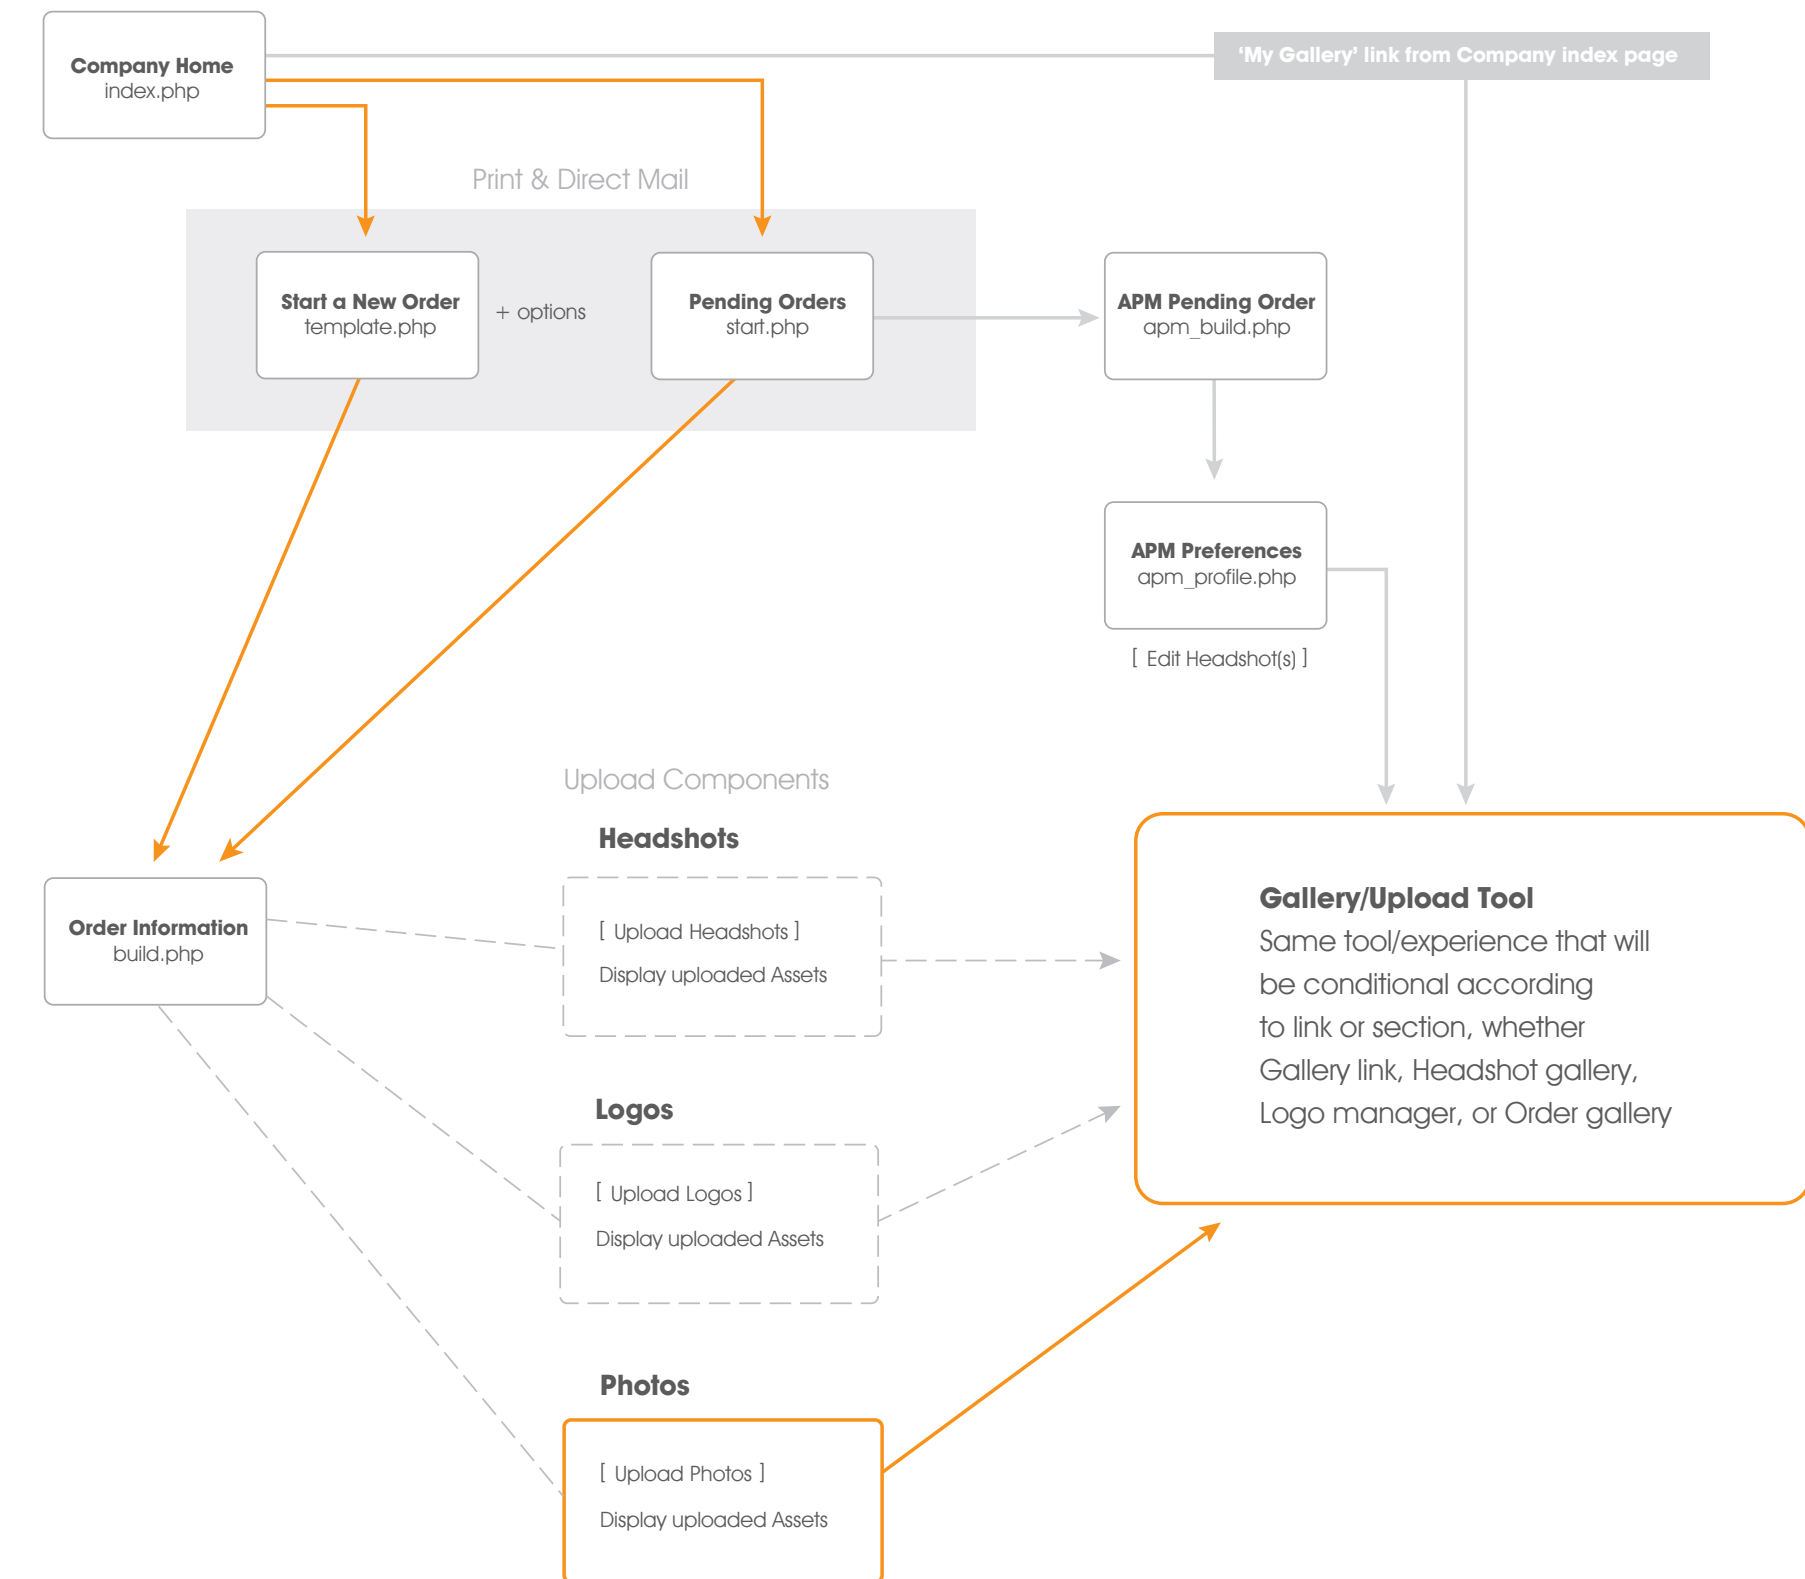 Company Home
index.php
‘My Gallery’ link from Company index page
Print & Direct Mail
Start a New Order
template.php
+ options
Pending Orders
start.php
APM Pending Order
apm_build.php
APM Preferences
apm_profile.php
[ Edit Headshot(s) ]
Upload Components
Headshots
Order Information
build.php
[ Upload Headshots ]
Display uploaded Assets
Gallery/Upload Tool
Same tool/experience that will
be conditional according
to link or section, whether
Gallery link, Headshot gallery,
Logo manager, or Order gallery
Logos
[ Upload Logos ]
Display uploaded Assets
Photos
[ Upload Photos ]
Display uploaded Assets